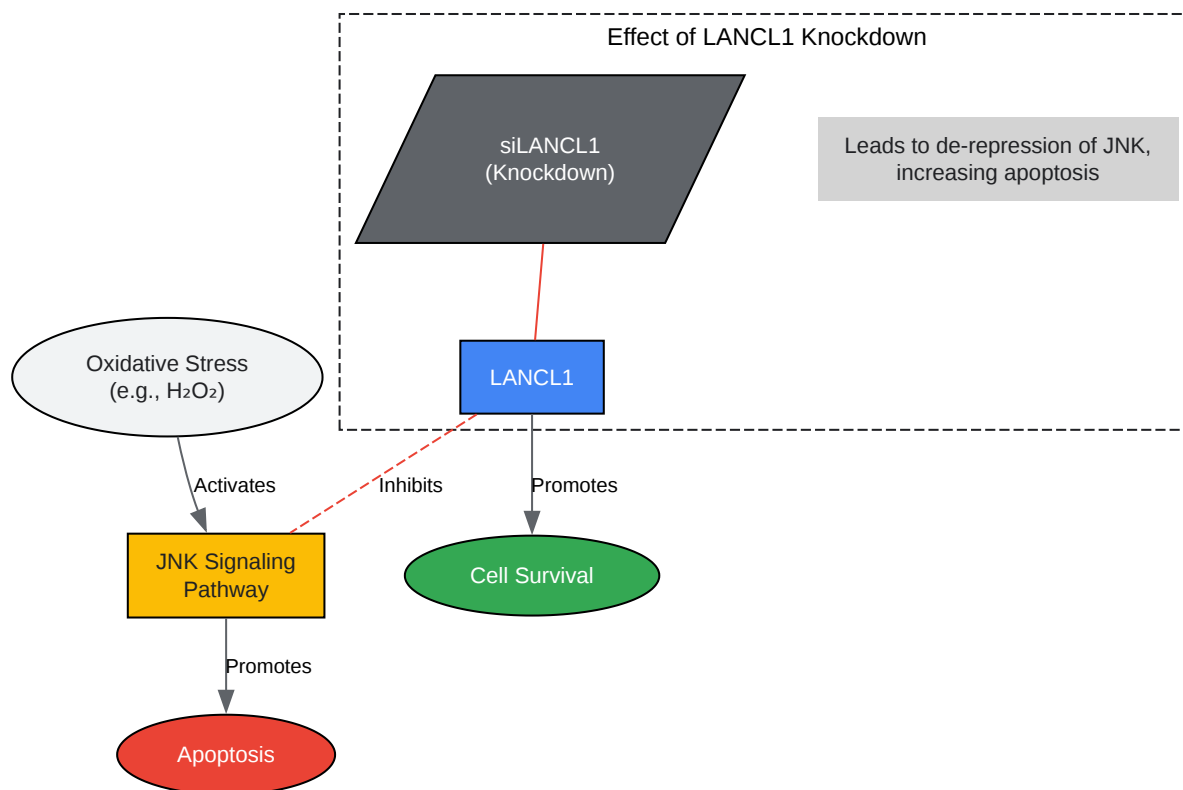 Effect of LANCL1 Knockdown
siLANCL1
(Knockdown)
Leads to de-repression of JNK,
increasing apoptosis
Oxidative Stress
(e.g., H₂O₂)
LANCL1
Activates
Inhibits
Promotes
JNK Signaling
Pathway
Cell Survival
Promotes
Apoptosis